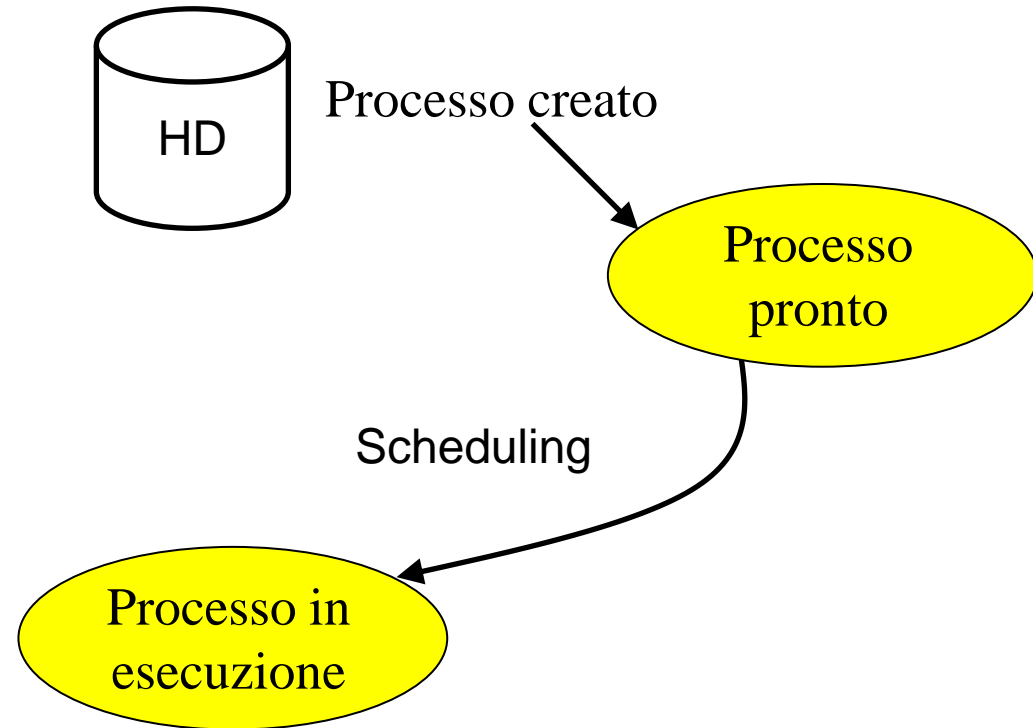 HD
Processo creato
Processo
pronto
Scheduling
Processo in
esecuzione